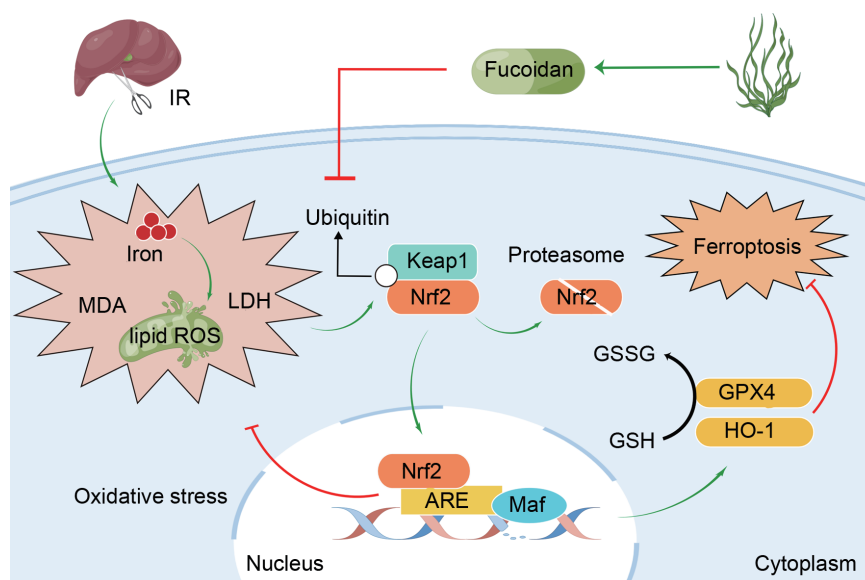 IR
Fucoidan
Ubiquitin
Iron
MDA
LDH
lipid ROS
Keap1
Nrf2
Proteasome
Nrf2
Ferroptosis
GSSG
GSH
GPX4
HO-1
Oxidative stress
Nrf2
ARE
Maf
Nucleus
Cytoplasm